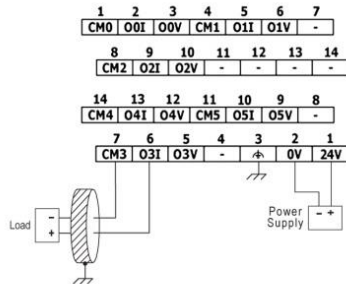 1 2 3 4 5 6 7
CM0 O0I O0V CM1 O1I O1V -
8 9 10 11 12 13 14
CM2 O2I O2V - - - -
14 13 12 11 10 9 8
CM4 O4I O4V CM5 O5I O5V -
7 6 5 4 3 2 1
CM3 O3I O3V - 0V 24V
Load - +
Power Supply - +